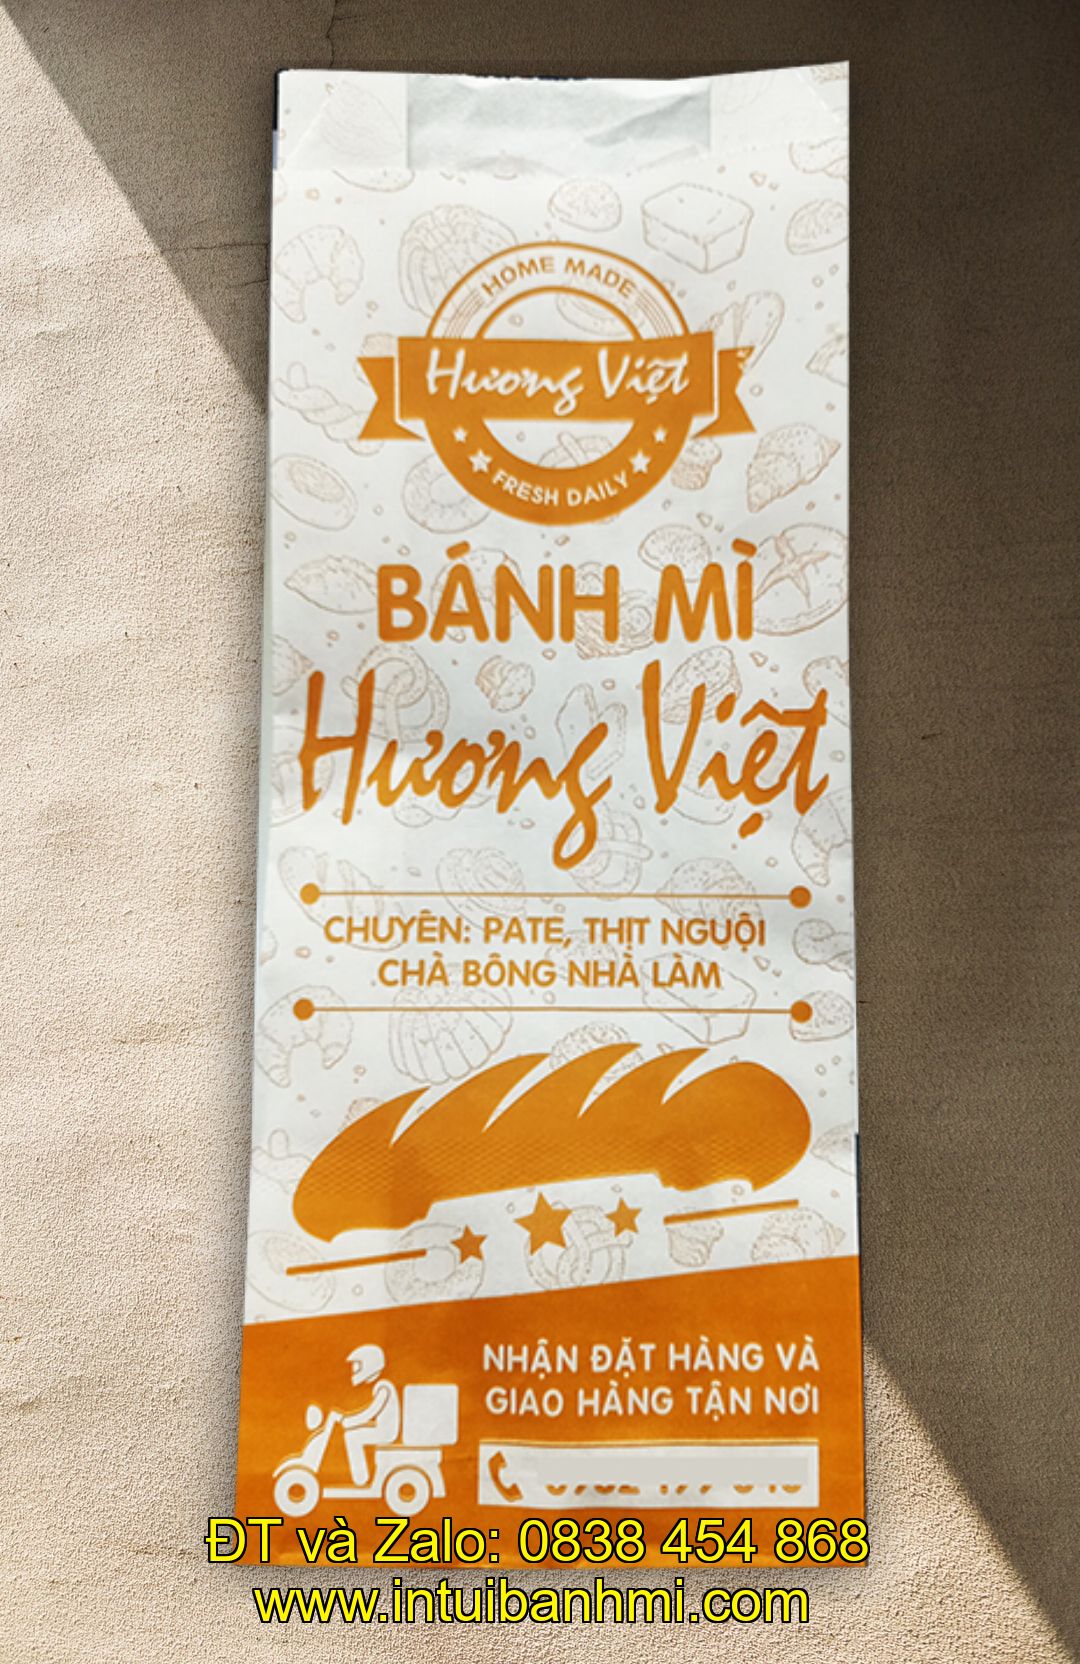 HOME MADE
Hương Việt
FRESH DAILY
BÁNH MÌ
Hương Việt
CHUYÊN: PATE, THỊT NGUỘI
CHÀ BÔNG NHÀ LÀM
NHẬN ĐẶT HÀNG VÀ
GIAO HÀNG TẬN NƠI
ĐT và Zalo: 0838 454 868
www.intuibanhmi.com